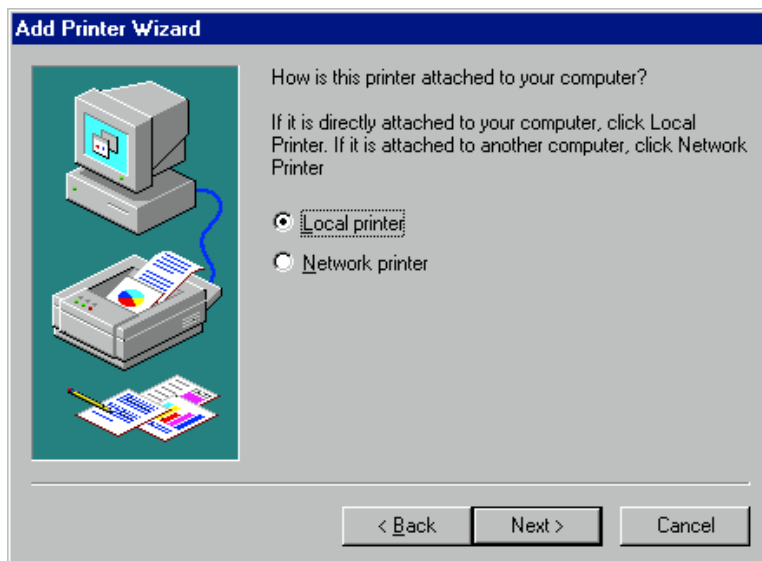 Add Printer Wizard
How is this printer attached to your computer?
If it is directly attached to your computer, click Local
Printer. If it is attached to another computer, click Network
Printer
Local printer
Network printer
< Back
Next >
Cancel